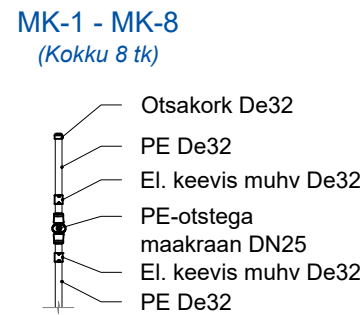 MK-1 - MK-8
(Kokku 8 tk)
Otsakork De32
PE De32
El. keevis muhv De32
PE-otstega
maakraan DN25
El. keevis muhv De32
PE De32